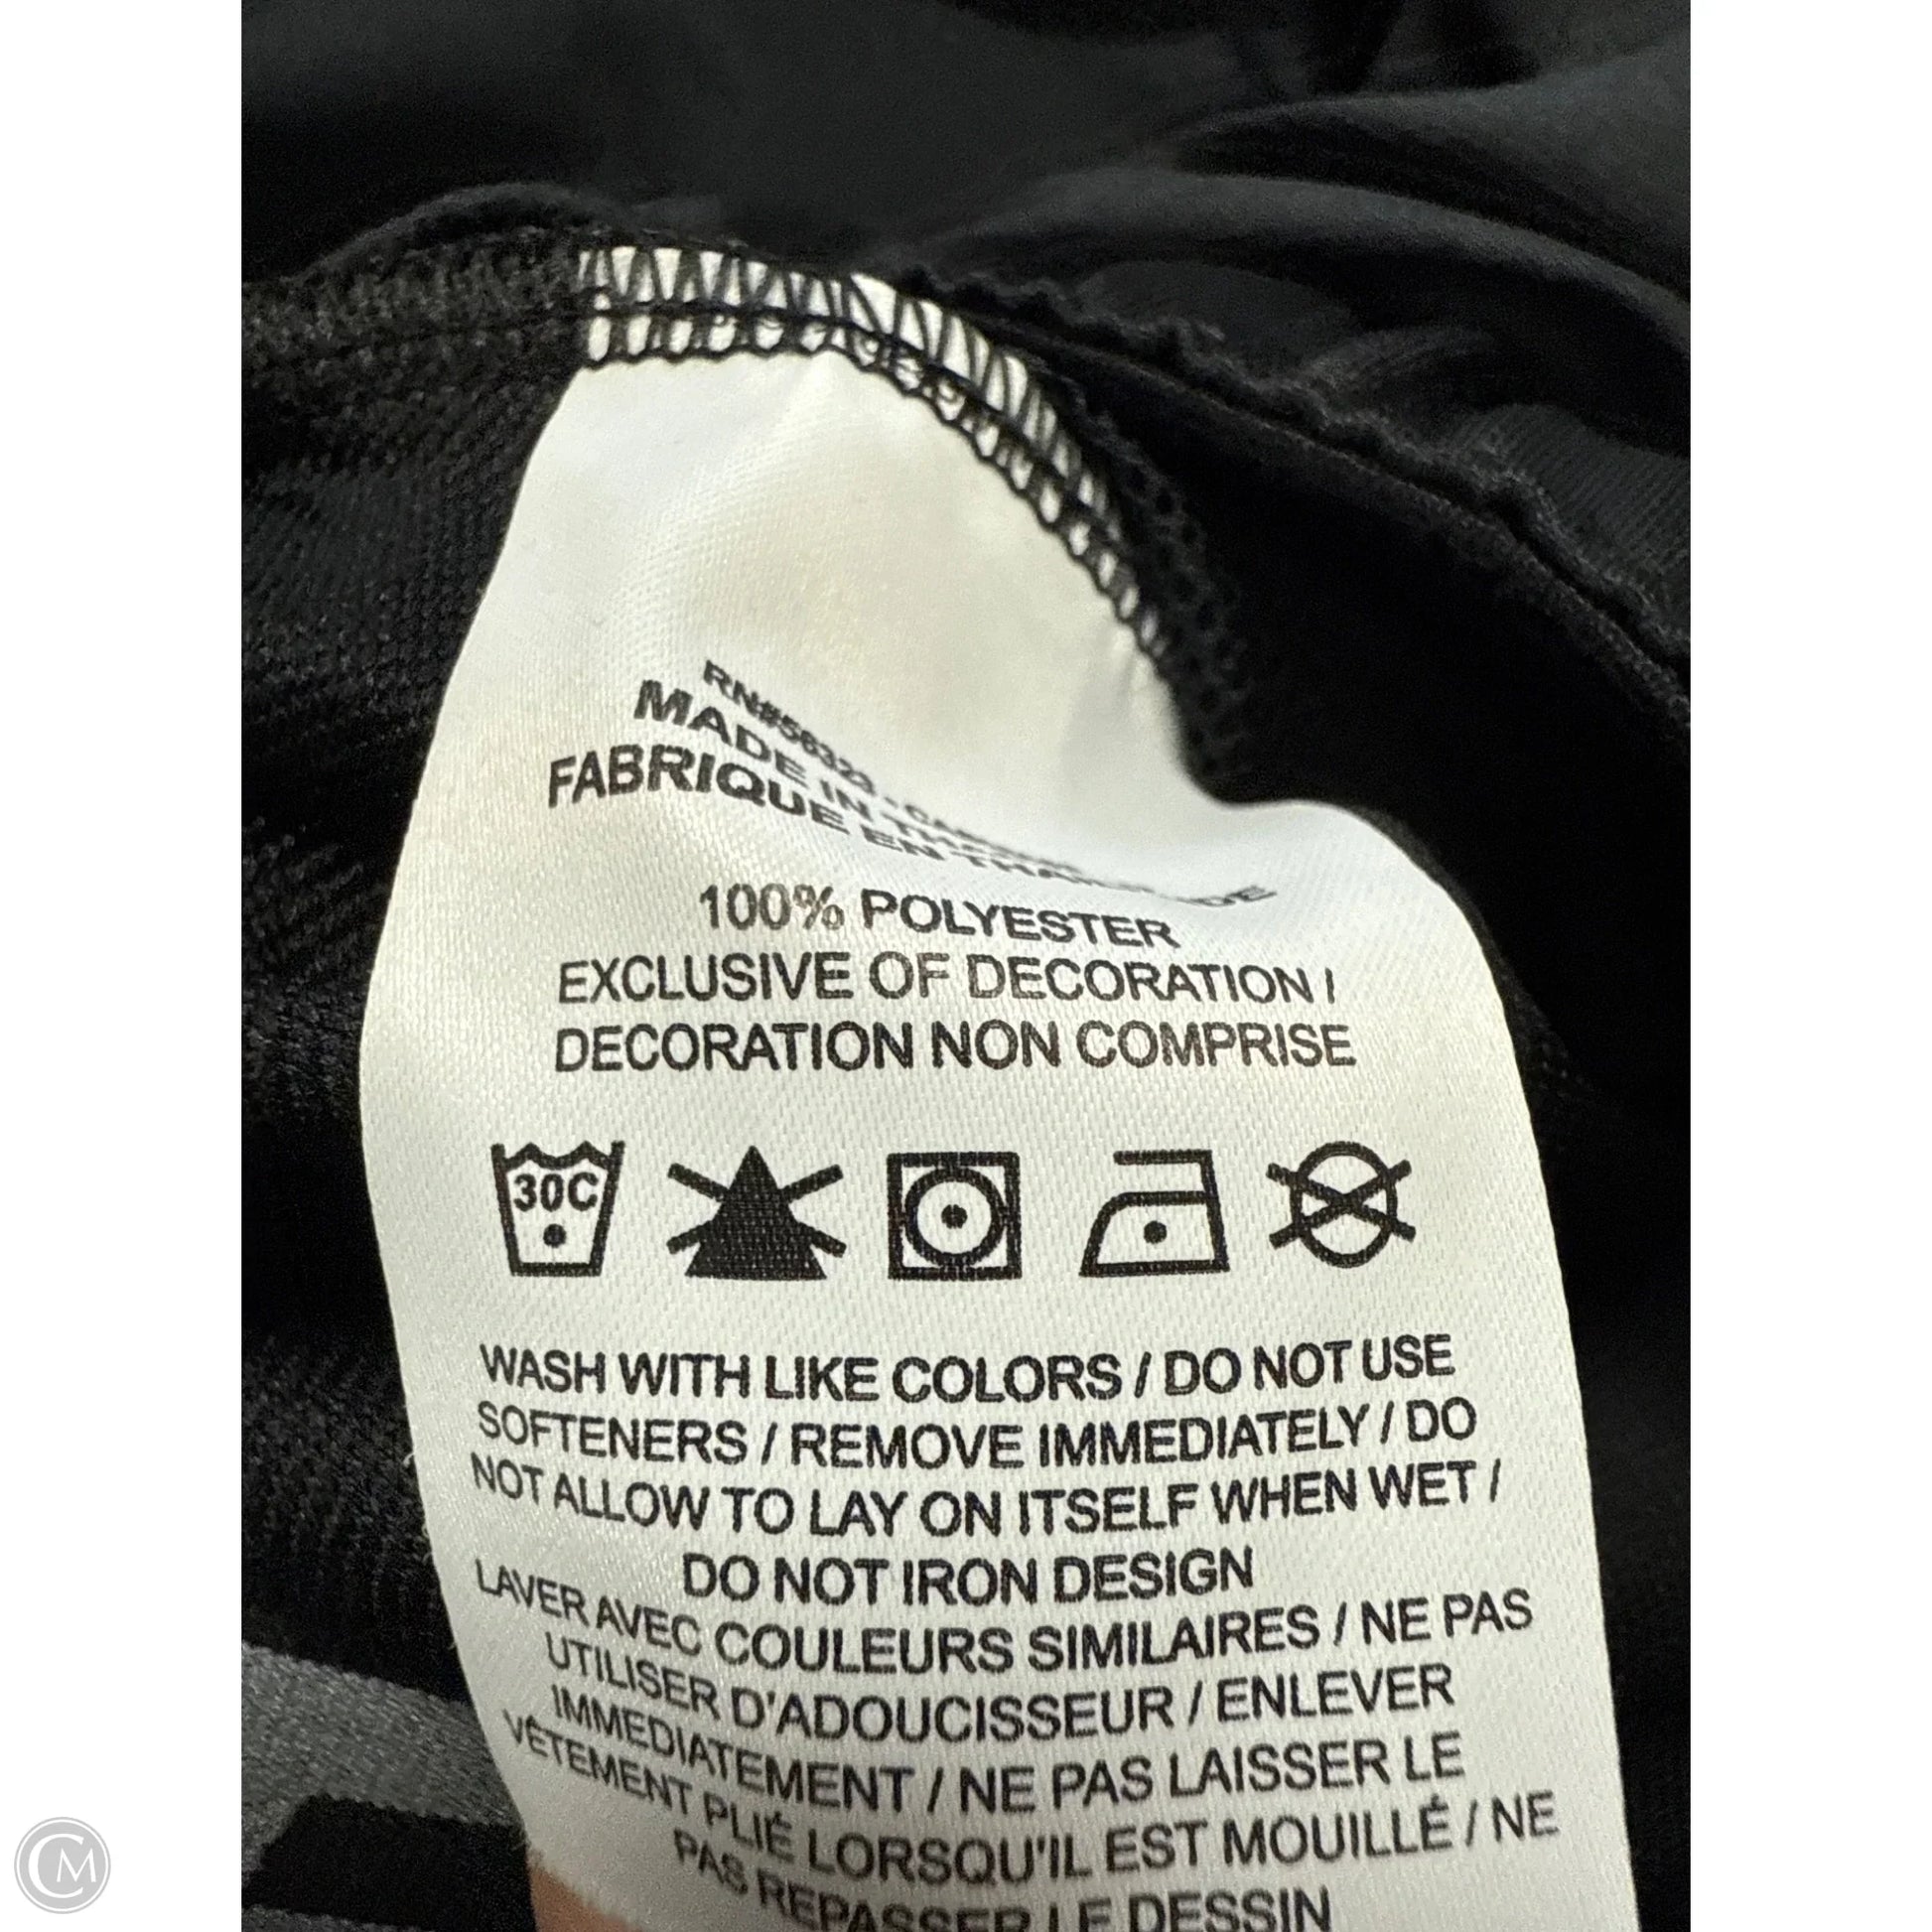 MADE IN
FABRIQUE EN THAILANDE
100% POLYESTER
EXCLUSIVE OF DECORATION /
DECORATION NON COMPRISE
30C
WASH WITH LIKE COLORS / DO NOT USE
SOFTENERS / REMOVE IMMEDIATELY / DO
NOT ALLOW TO LAY ON ITSELF WHEN WET /
DO NOT IRON DESIGN
LAVER AVEC COULEURS SIMILAIRES / NE PAS
UTILISER D'ADOUCISSEUR / ENLEVER
IMMEDIATEMENT / NE PAS LAISSER LE
VÊTEMENT PLIÉ LORSQU'IL EST MOUILLÉ / NE
PAS REPASSER LE DESSIN
CM